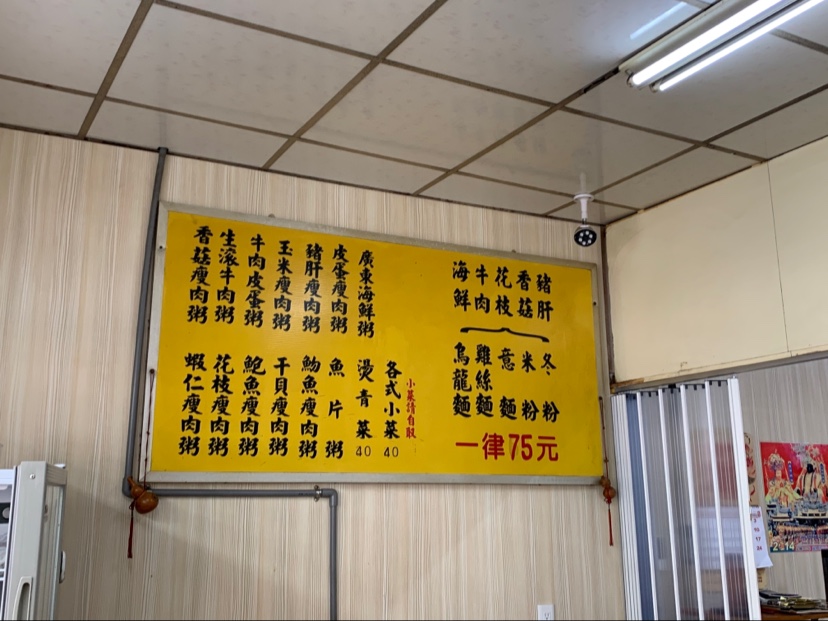 豬肝
香菇
花枝
牛肉
海鮮
冬粉
米粉
意麵
雞絲麵
烏龍麵
一律75元
廣東海鮮粥
皮蛋瘦肉粥
豬肝瘦肉粥
玉米瘦肉粥
牛肉皮蛋粥
生滾牛肉粥
香菇瘦肉粥
小菜請自取
各式小菜40
燙青菜40
魚片粥
魩魚瘦肉粥
干貝瘦肉粥
鮑魚瘦肉粥
花枝瘦肉粥
蝦仁瘦肉粥